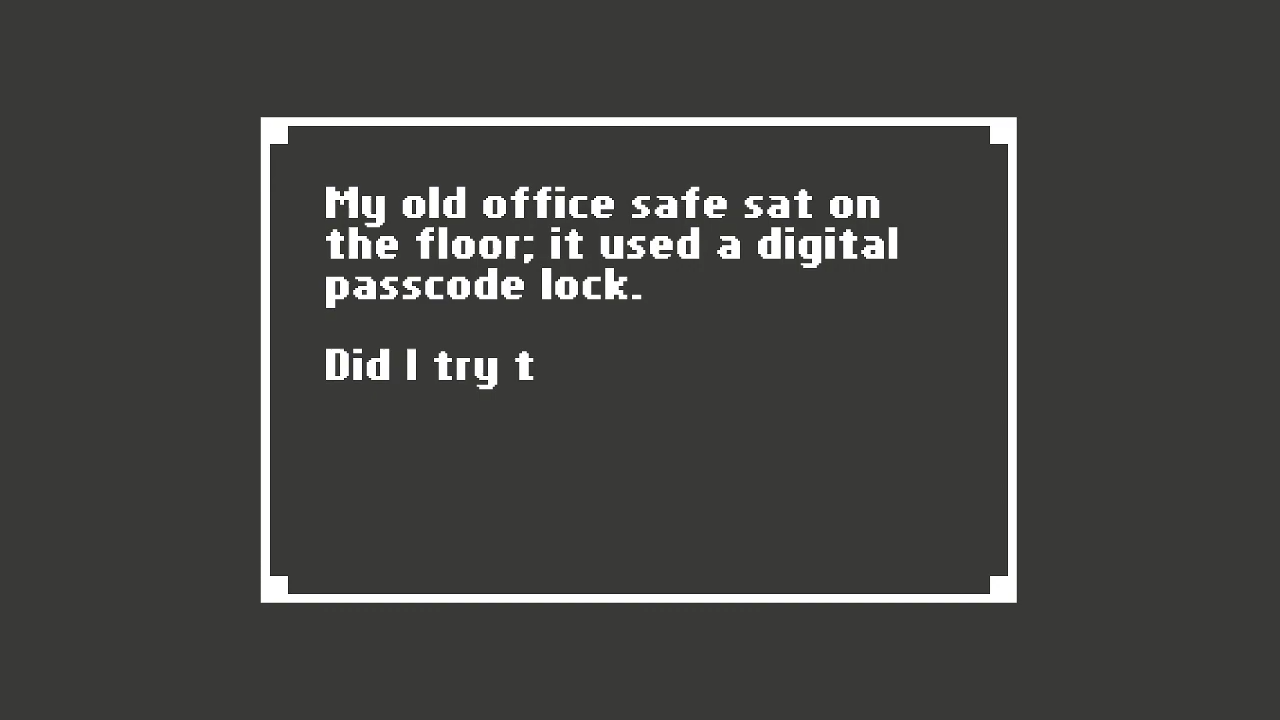 My old office safe sat on
the floor; it used a digital
passcode lock.
Did I try t